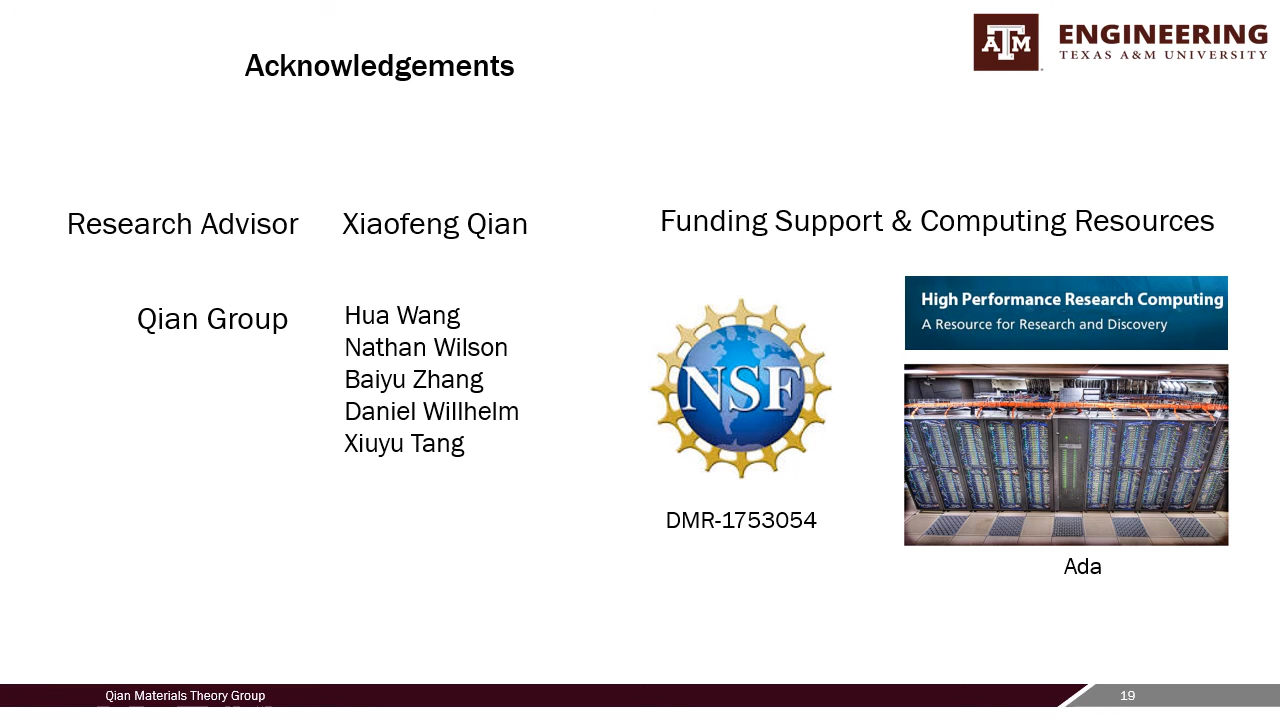 Acknowledgements
ATM
ENGINEERING
TEXAS A&M UNIVERSITY
Research Advisor
Xiaofeng Qian
Qian Group
Hua Wang
Nathan Wilson
Baiyu Zhang
Daniel Willhelm
Xiuyu Tang
Funding Support & Computing Resources
NSF
DMR-1753054
High Performance Research Computing
A Resource for Research and Discovery
Ada
Qian Materials Theory Group
19